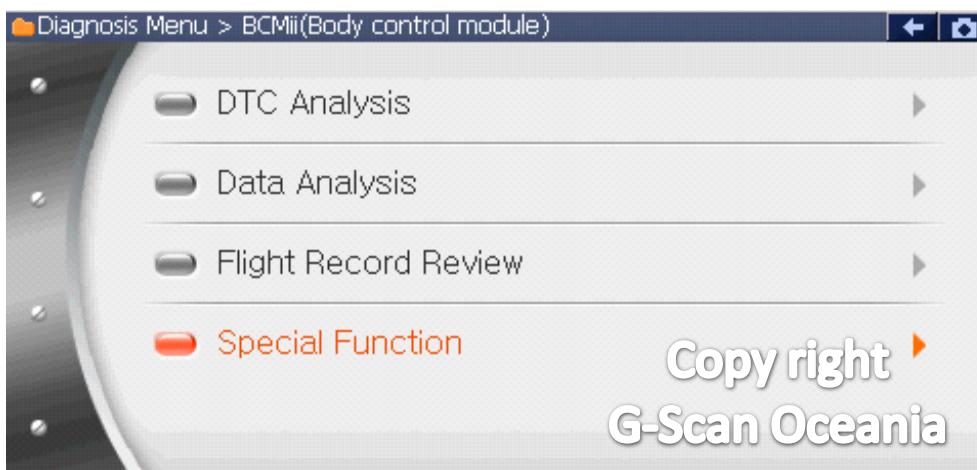 Diagnosis Menu > BCMii(Body control module)
DTC Analysis
Data Analysis
Flight Record Review
Special Function
Copy right
G-Scan Oceania